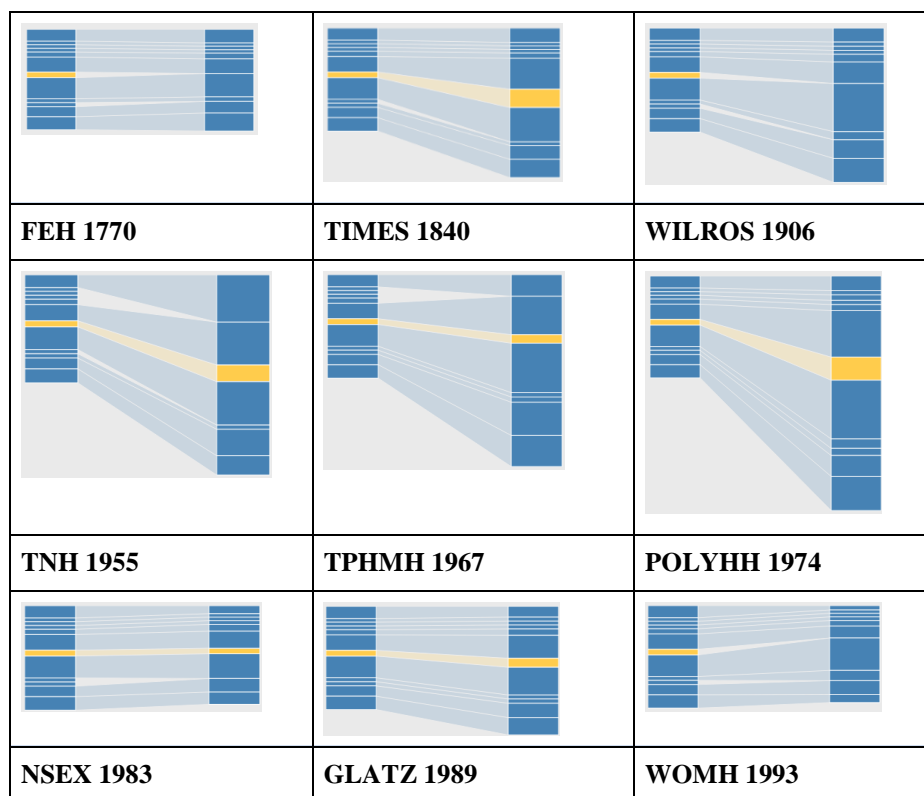 FEH 1770
TIMES 1840
WILROS 1906
TNH 1955
TPHMH 1967
POLYHH 1974
NSEX 1983
GLATZ 1989
WOMH 1993